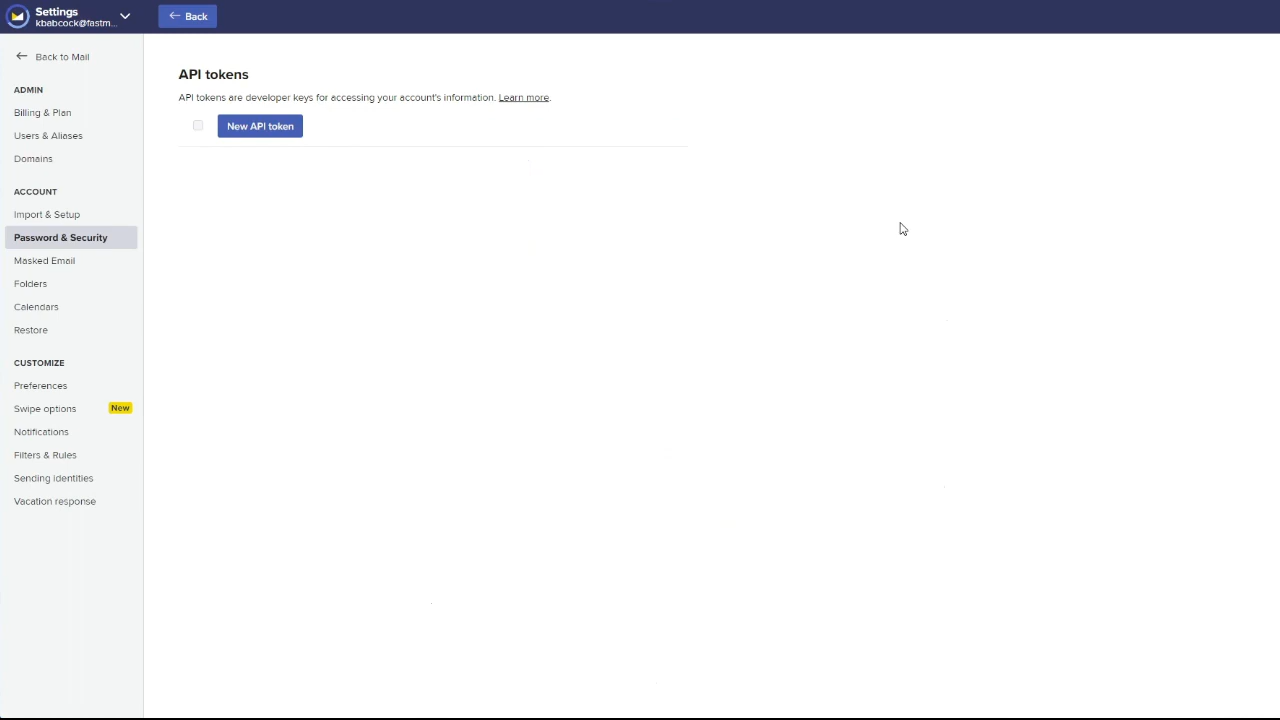 Settings
kbabcock@fastm...
Back
Back to Mail
ADMIN
Billing & Plan
Users & Aliases
Domains
ACCOUNT
Import & Setup
Password & Security
Masked Email
Folders
Calendars
Restore
CUSTOMIZE
Preferences
Swipe options New
Notifications
Filters & Rules
Sending Identities
Vacation response
API tokens
API tokens are developer keys for accessing your account's information. Learn more.
New API token